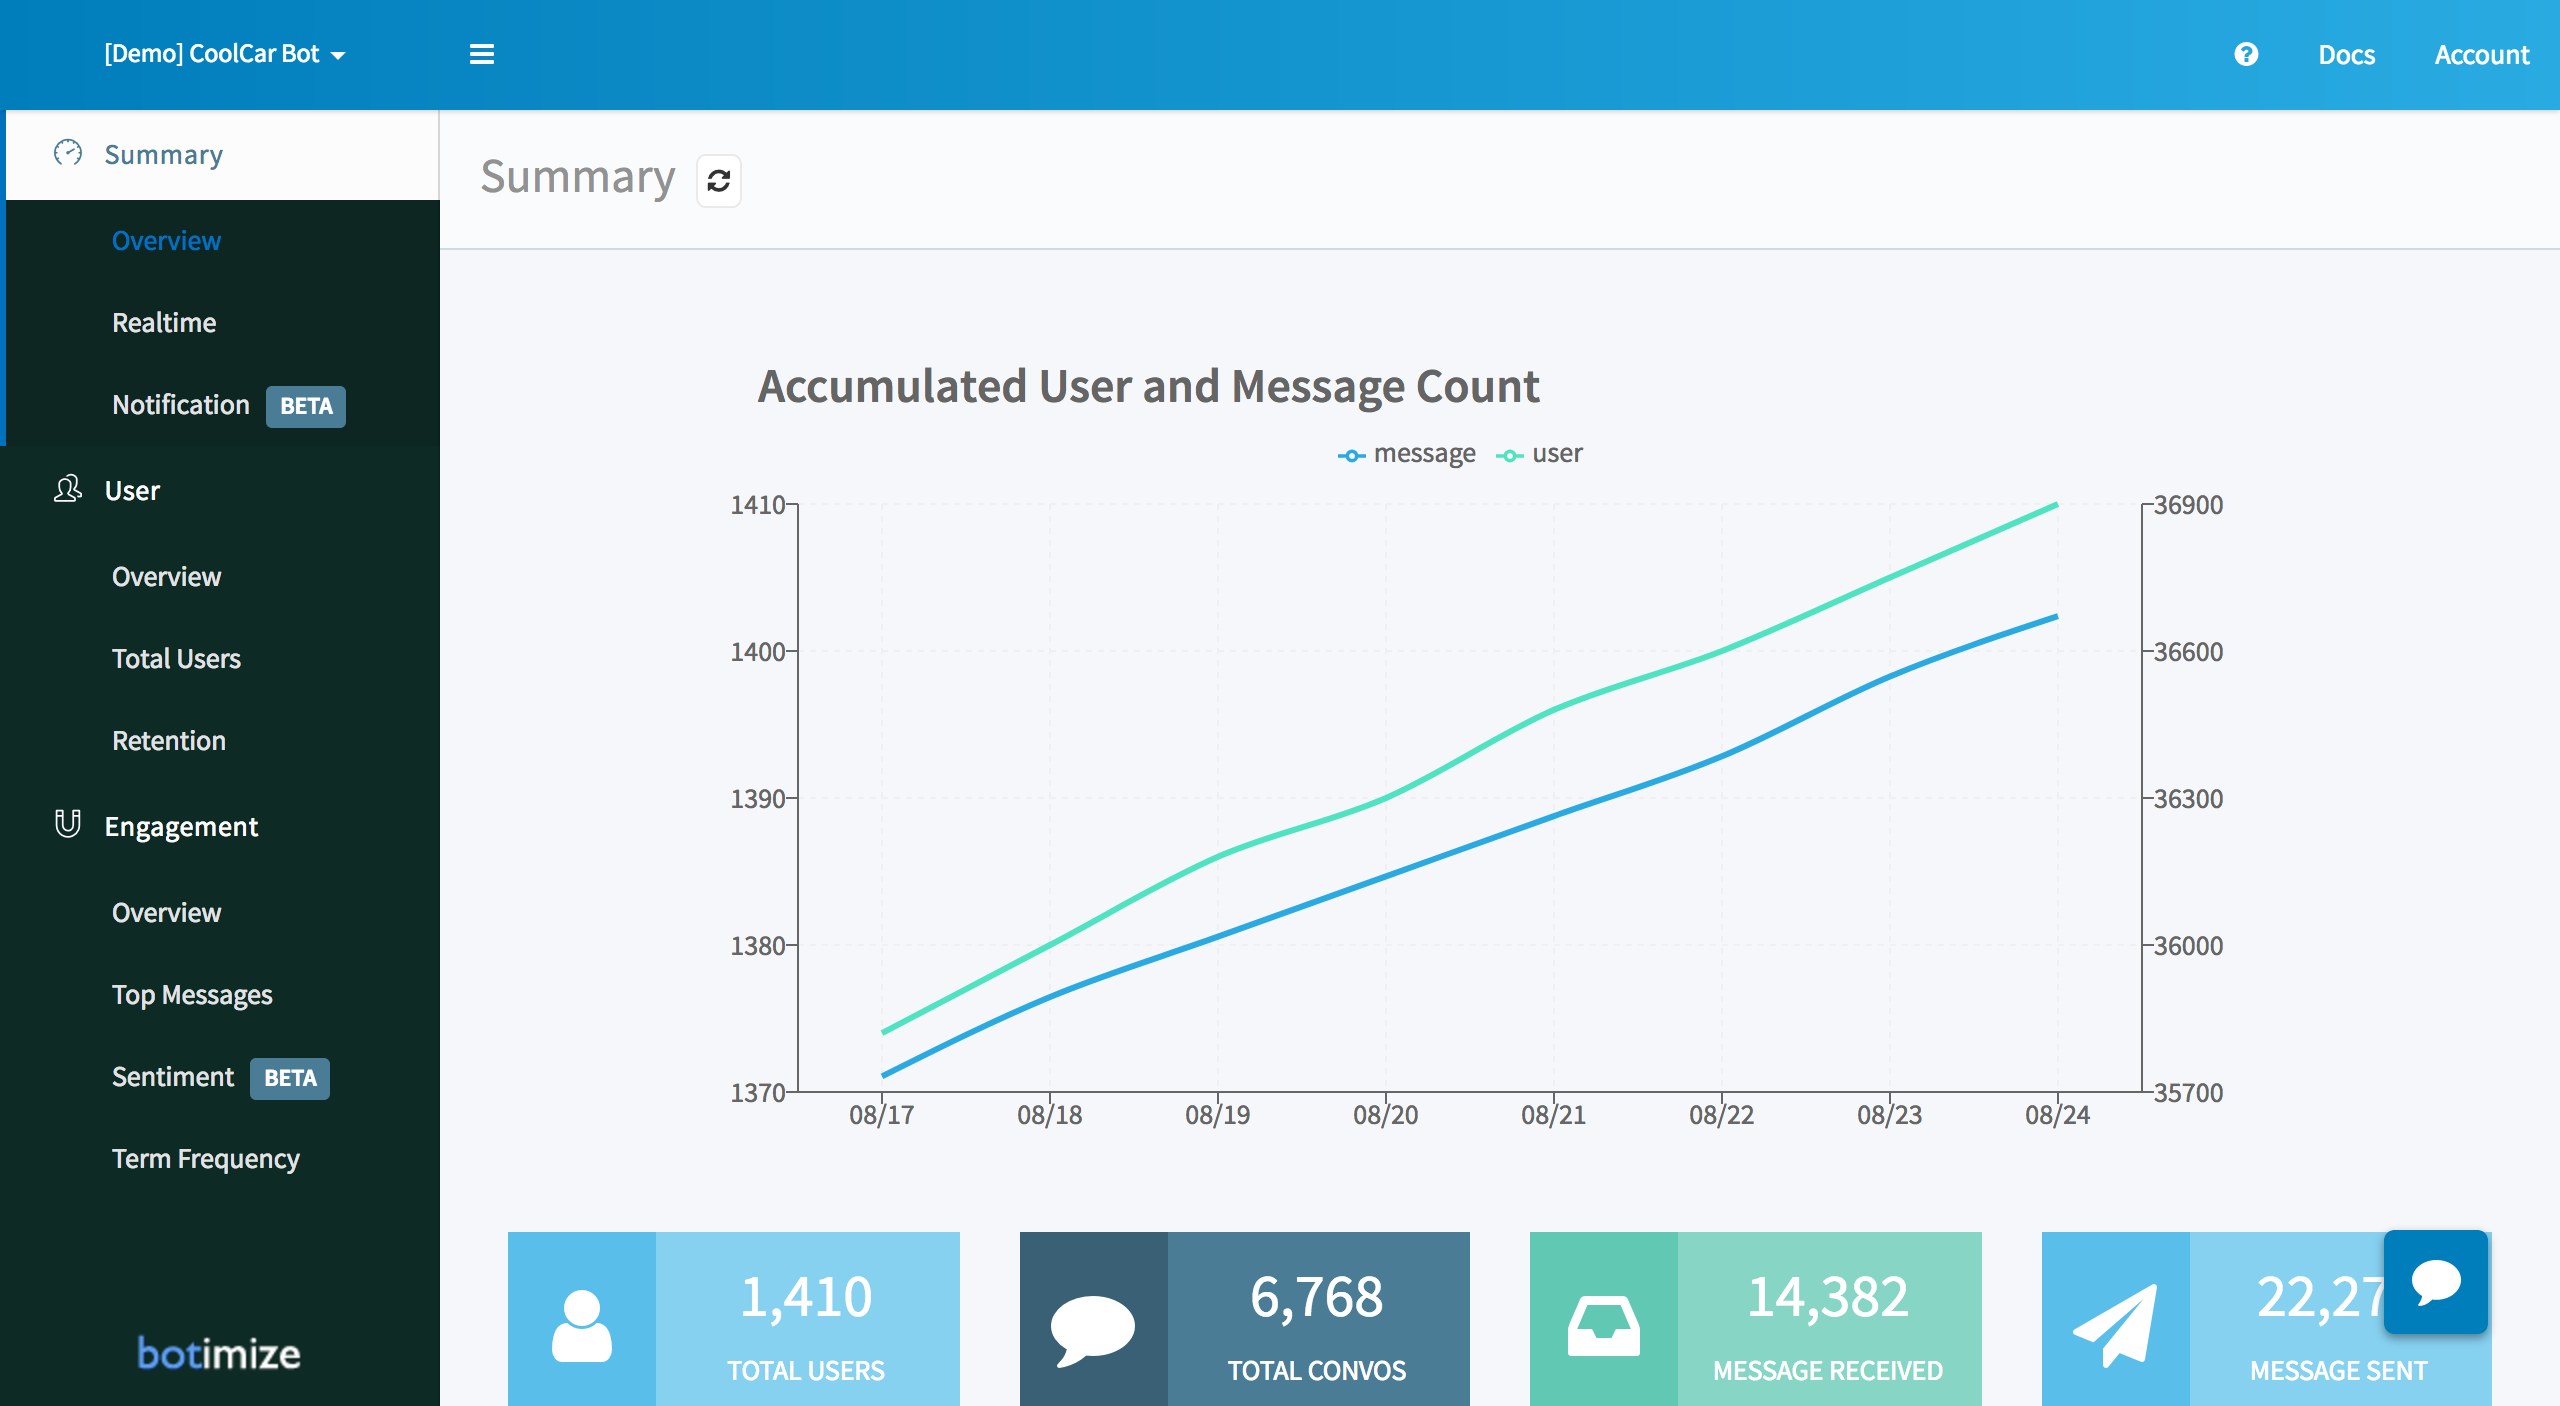 [Demo] CoolCar Bot
Docs
Account
Summary
Overview
Realtime
Notification BETA
User
Overview
Total Users
Retention
Engagement
Overview
Top Messages
Sentiment BETA
Term Frequency
botimize
Summary
Accumulated User and Message Count
message user
1410
1400
1390
1380
1370
36900
36600
36300
36000
35700
08/17 08/18 08/19 08/20 08/21 08/22 08/23 08/24
1,410
TOTAL USERS
6,768
TOTAL CONVOS
14,382
MESSAGE RECEIVED
MESSAGE SENT